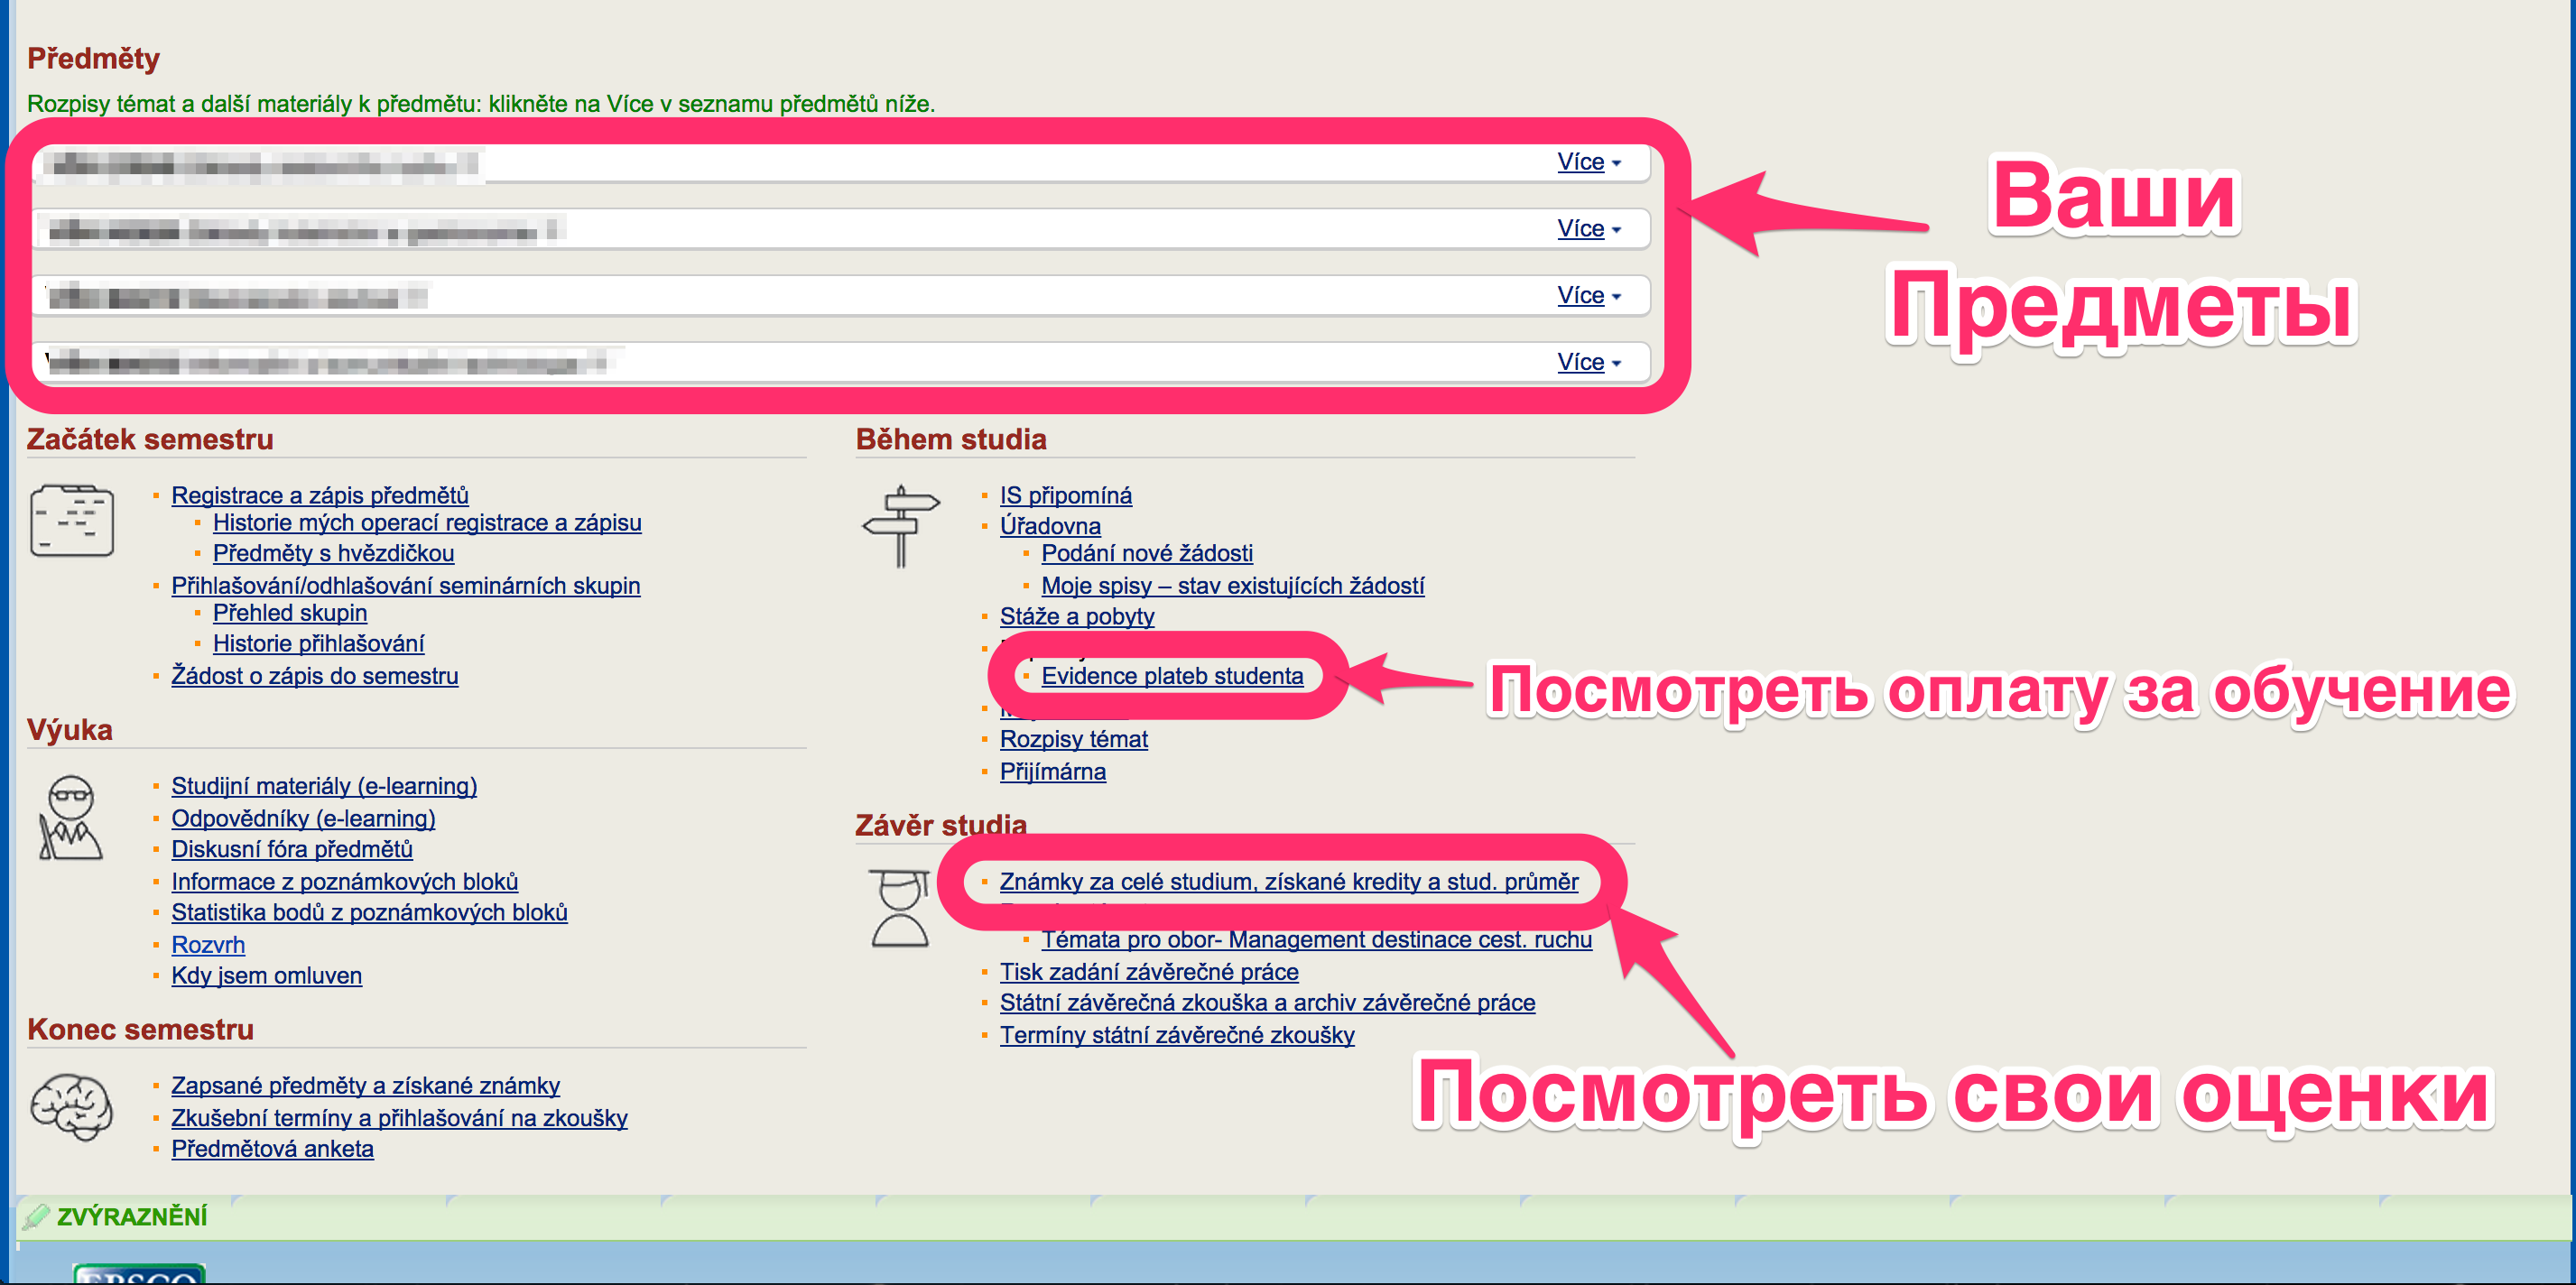 Předměty
Rozpisy témat a další materiály k předmětu: klikněte na Více v seznamu předmětů níže.
Více
Více
Více
Více
Ваши
Предметы
Začátek semestru
Registrace a zápis předmětů
Historie mých operací registrace a zápisu
Předměty s hvězdičkou
Přihlašování/odhlašování seminárních skupin
Přehled skupin
Historie přihlašování
Žádost o zápis do semestru
Výuka
Studijní materiály (e-learning)
Odpovědníky (e-learning)
Diskusní fóra předmětů
Informace z poznámkových bloků
Statistika bodů z poznámkových bloků
Rozvrh
Kdy jsem omluven
Konec semestru
Zapsané předměty a získané známky
Zkušební termíny a přihlašování na zkoušky
Předmětová anketa
Během studia
IS připomíná
Úřadovna
Podání nové žádosti
Moje spisy – stav existujících žádostí
Stáže a pobyty
Evidence plateb studenta
Посмотреть оплату за обучение
Rozpisy témat
Přijímárna
Závěr studia
Známky za celé studium, získané kredity a stud. průměr
Témata pro obor- Management destinace cest. ruchu
Tisk zadání závěrečné práce
Státní závěrečná zkouška a archiv závěrečné práce
Termíny státní závěrečné zkoušky
Посмотреть свои оценки
ZVÝRAZNĚNÍ
EBSCO